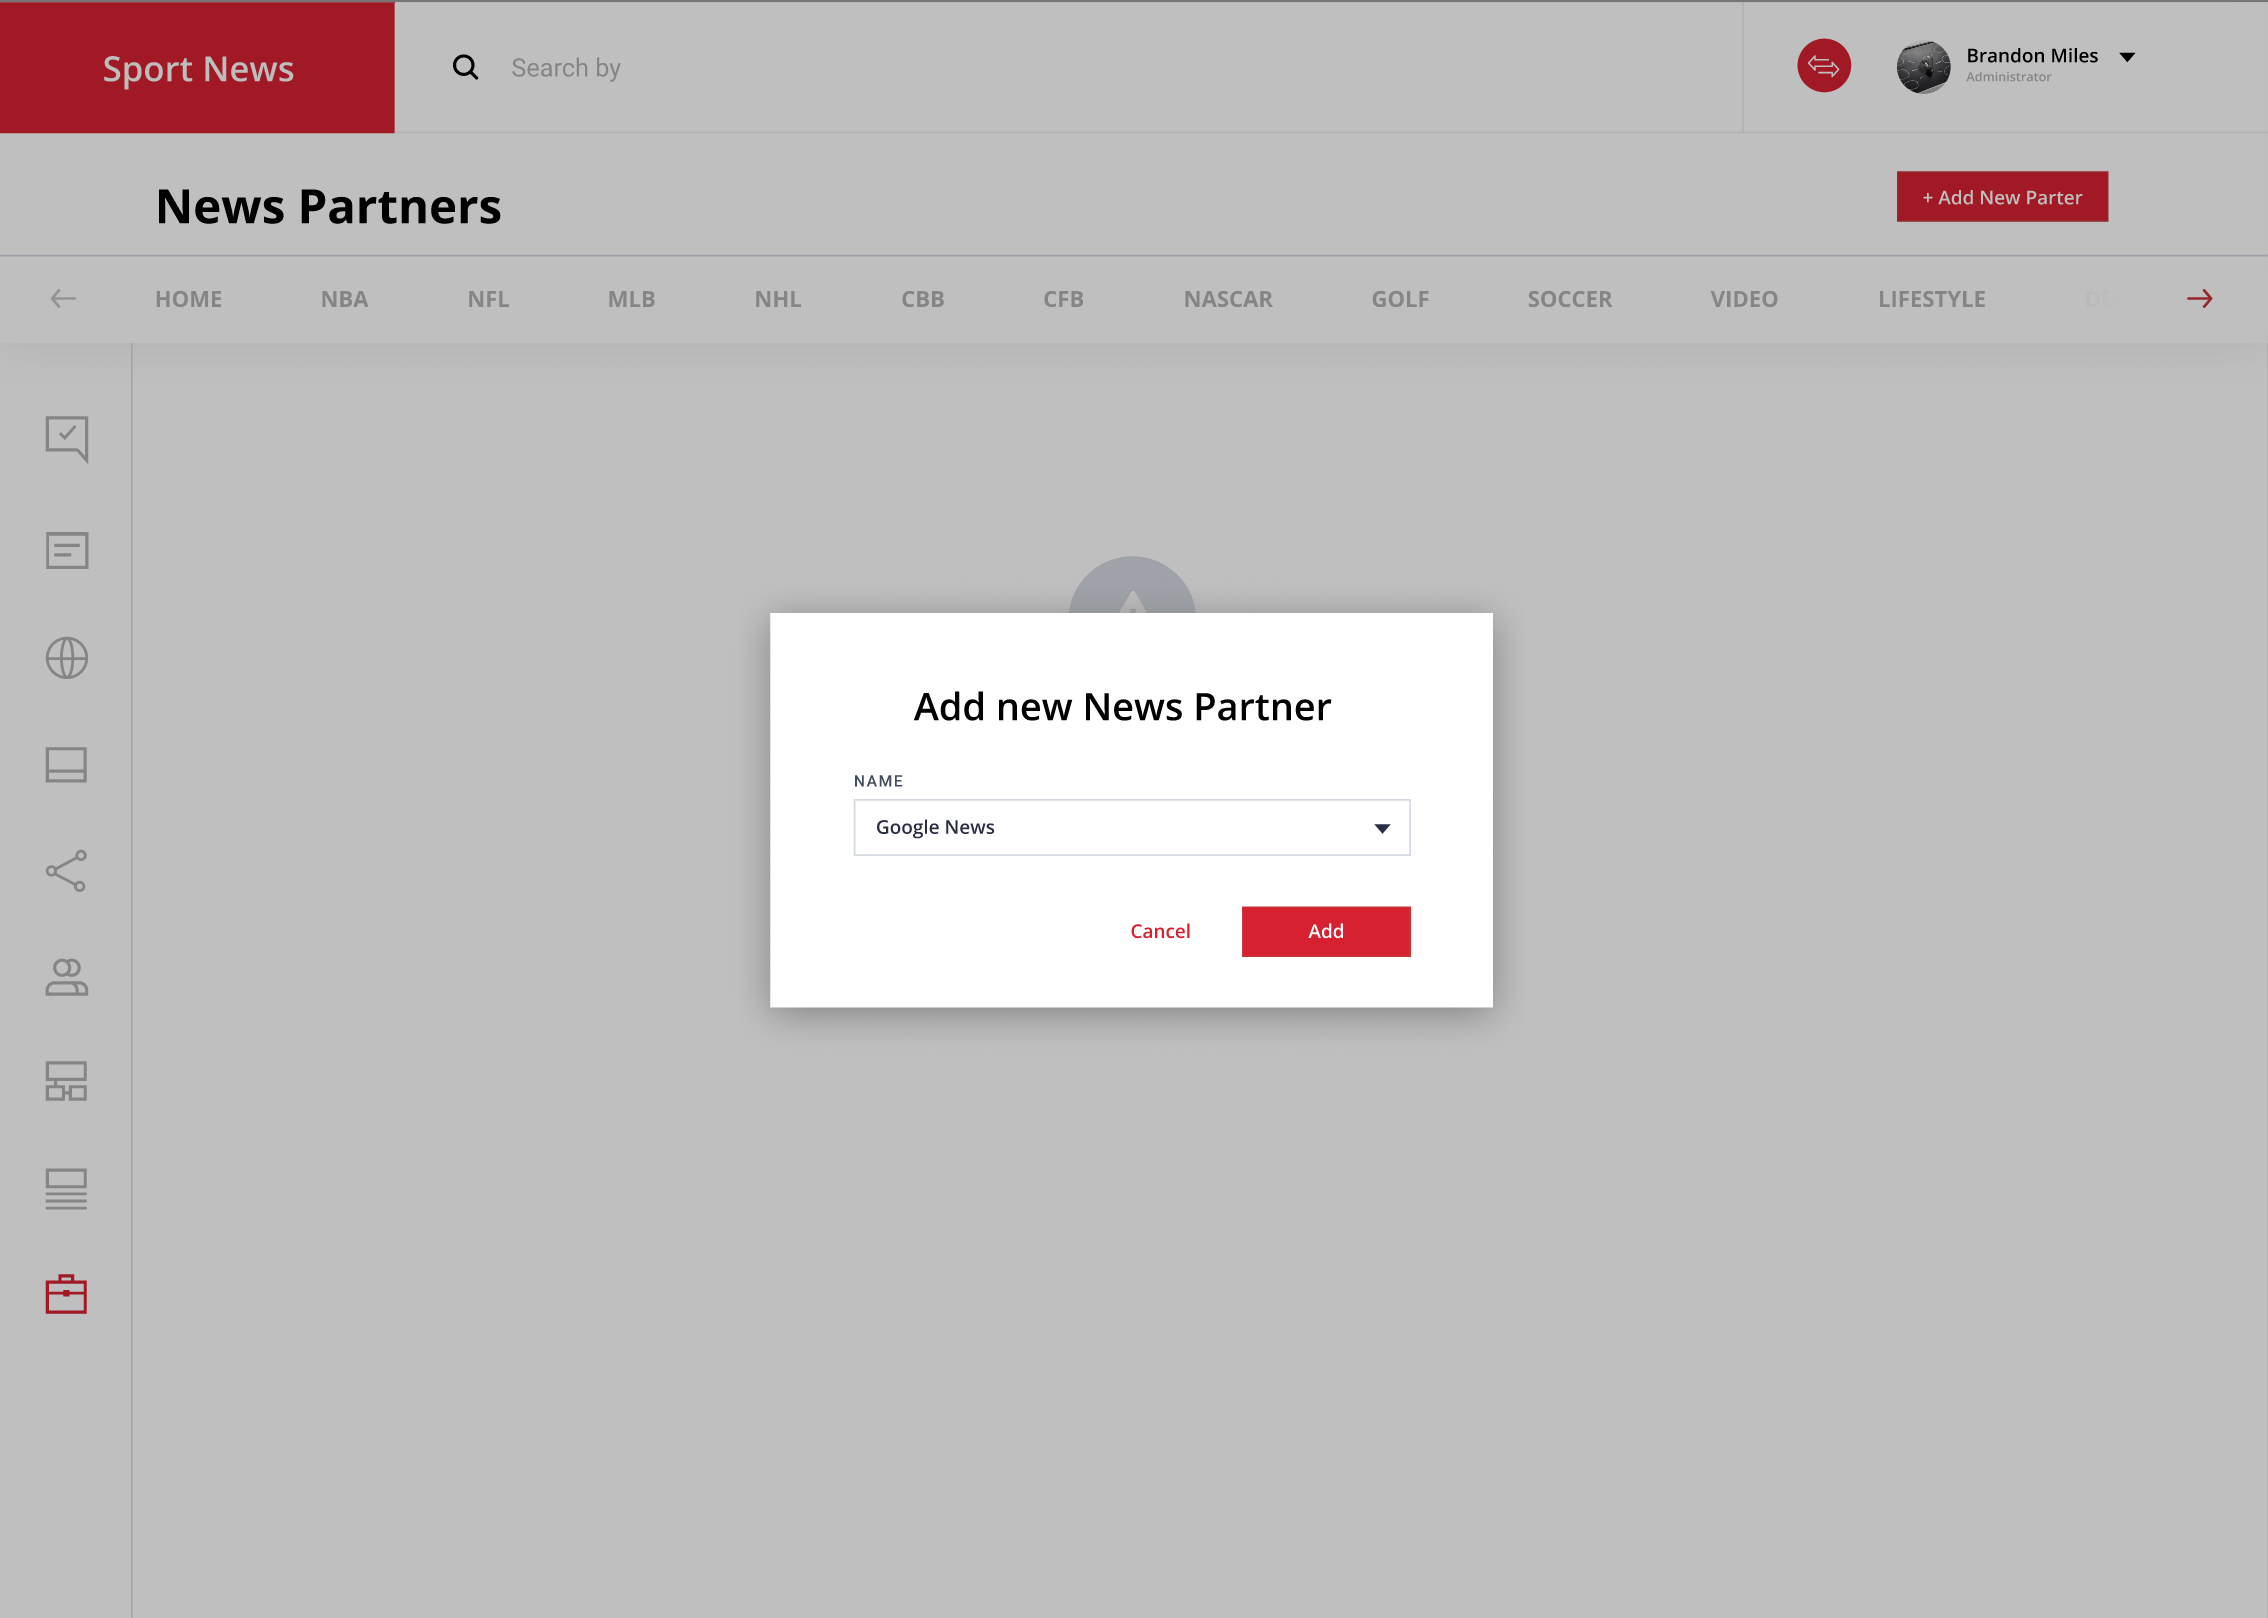 Sport News
Search by
Brandon Miles
Administrator
News Partners
+ Add New Parter
HOME NBA NFL MLB NHL CBB CFB NASCAR GOLF SOCCER VIDEO LIFESTYLE
Add new News Partner
NAME
Google News
Cancel Add